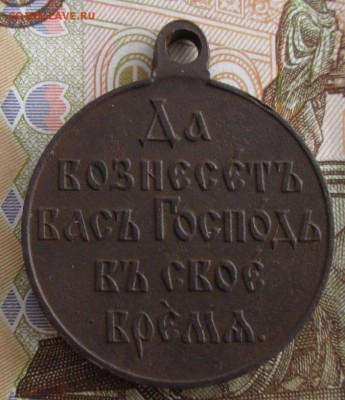 Да
вознесетъ
васъ Господь
въ свое
время.